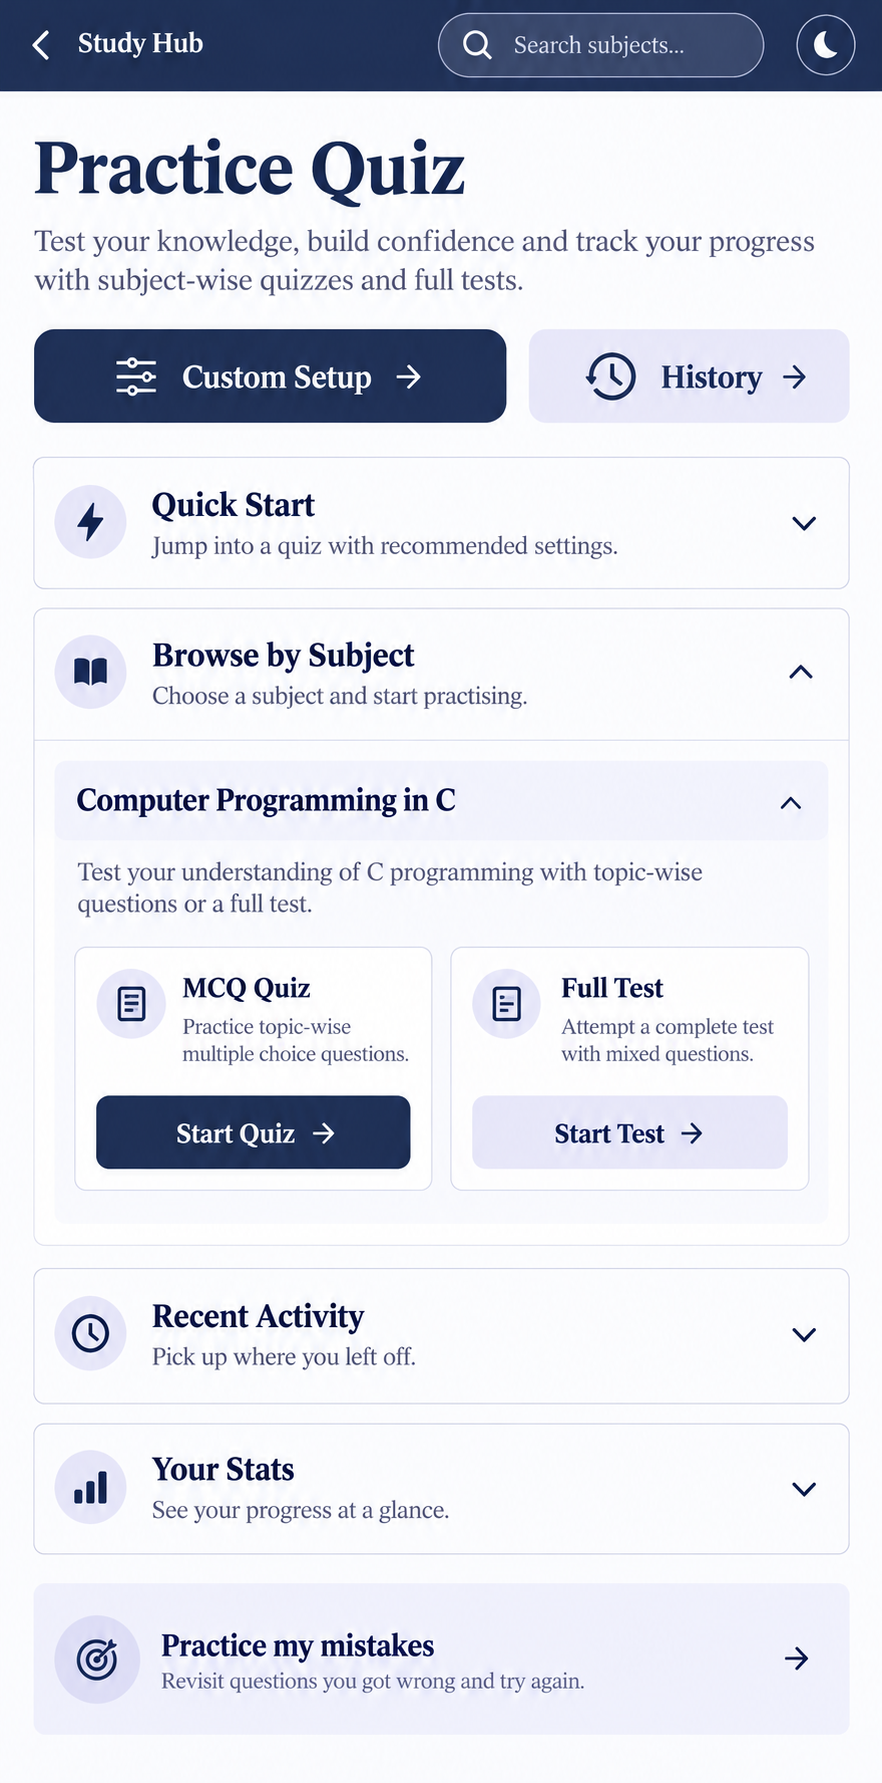 Study Hub
Search subjects...
Practice Quiz
Test your knowledge, build confidence and track your progress
with subject-wise quizzes and full tests.
Custom Setup
History
Quick Start
Jump into a quiz with recommended settings.
Browse by Subject
Choose a subject and start practising.
Computer Programming in C
Test your understanding of C programming with topic-wise
questions or a full test.
MCQ Quiz
Practice topic-wise
multiple choice questions.
Start Quiz
Full Test
Attempt a complete test
with mixed questions.
Start Test
Recent Activity
Pick up where you left off.
Your Stats
See your progress at a glance.
Practice my mistakes
Revisit questions you got wrong and try again.